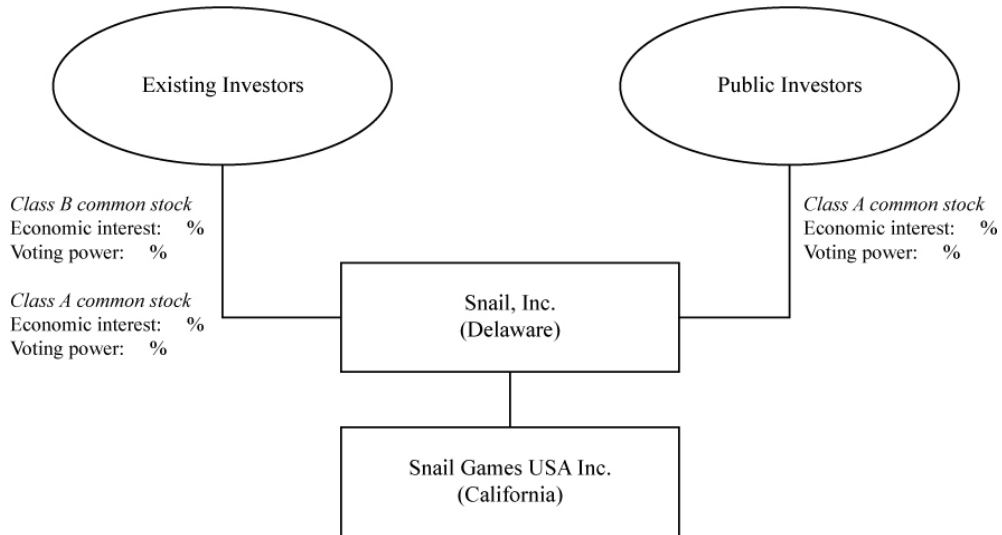 Existing Investors
Public Investors
Class B common stock
Economic interest: %
Voting power: %
Class A common stock
Economic interest: %
Voting power: %
Class A common stock
Economic interest: %
Voting power: %
Snail, Inc.
(Delaware)
Snail Games USA Inc.
(California)